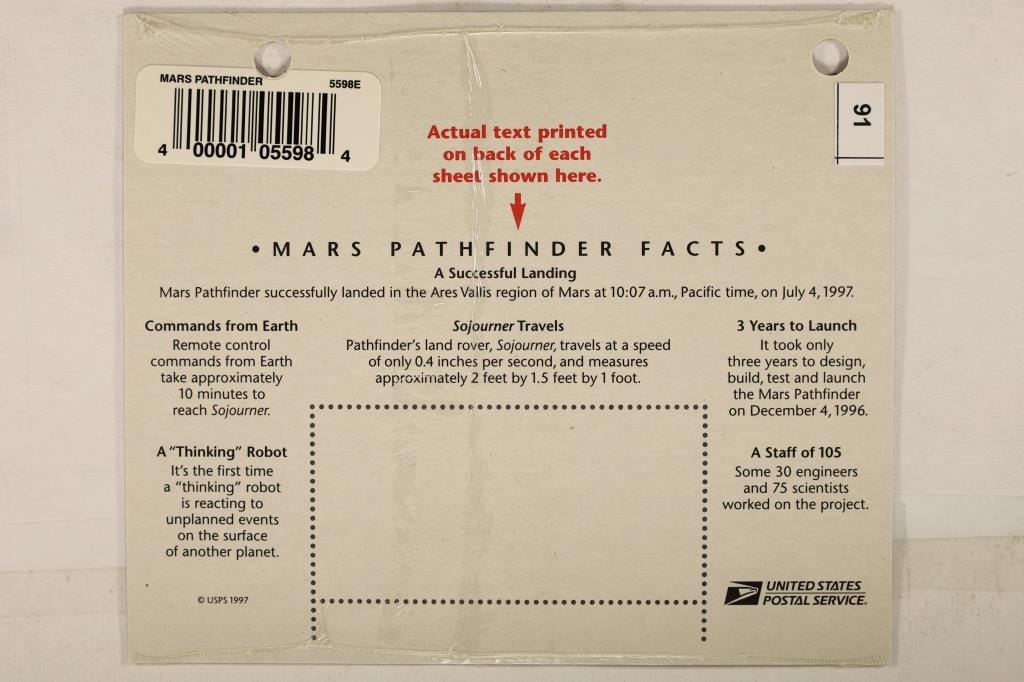 MARS PATHFINDER 5598E
4 00001 05598 4
91
Actual text printed
on back of each
sheet shown here.
• MARS PATHFINDER FACTS •
A Successful Landing
Mars Pathfinder successfully landed in the Ares Vallis region of Mars at 10:07 a.m., Pacific time, on July 4, 1997.
Commands from Earth
Remote control
commands from Earth
take approximately
10 minutes to
reach Sojourner.
A “Thinking” Robot
It's the first time
a “thinking” robot
is reacting to
unplanned events
on the surface
of another planet.
© USPS 1997
Sojourner Travels
Pathfinder's land rover, Sojourner, travels at a speed
of only 0.4 inches per second, and measures
approximately 2 feet by 1.5 feet by 1 foot.
3 Years to Launch
It took only
three years to design,
build, test and launch
the Mars Pathfinder
on December 4, 1996.
A Staff of 105
Some 30 engineers
and 75 scientists
worked on the project.
UNITED STATES
POSTAL SERVICE.